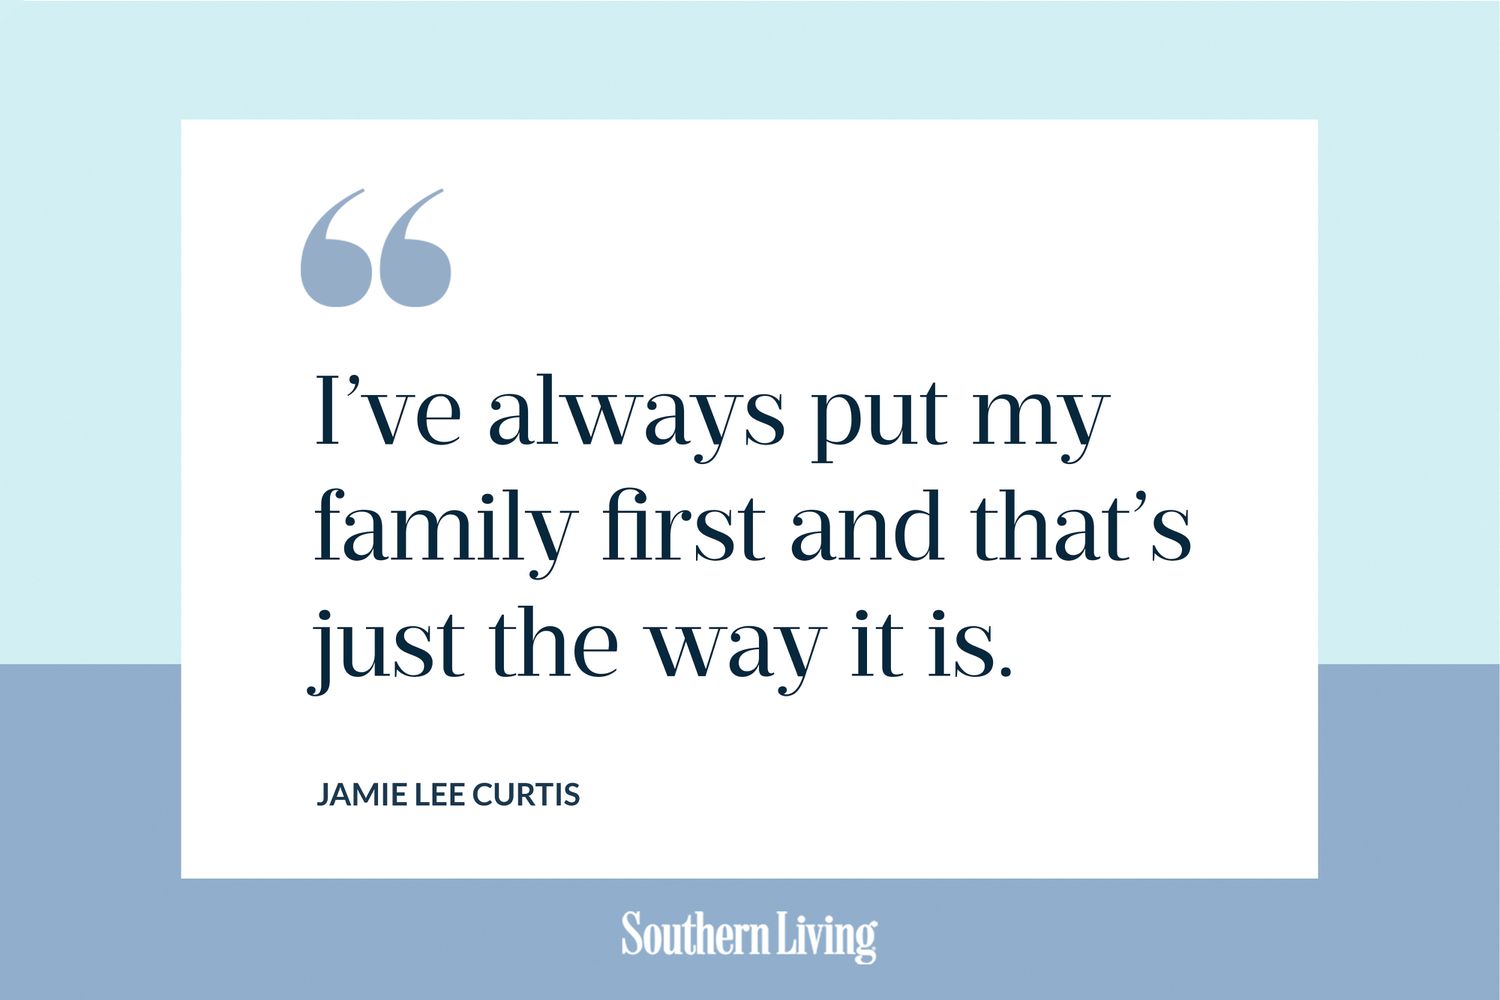 “
I’ve always put my
family first and that’s
just the way it is.
JAMIE LEE CURTIS
Southern Living